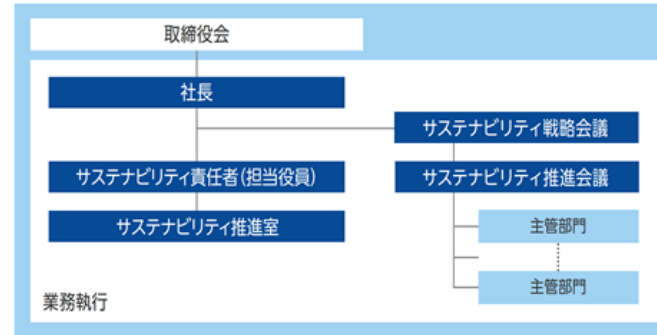 取締役会
社長
サステナビリティ戦略会議
サステナビリティ責任者(担当役員)
サステナビリティ推進会議
サステナビリティ推進室
主管部門
主管部門
業務執行